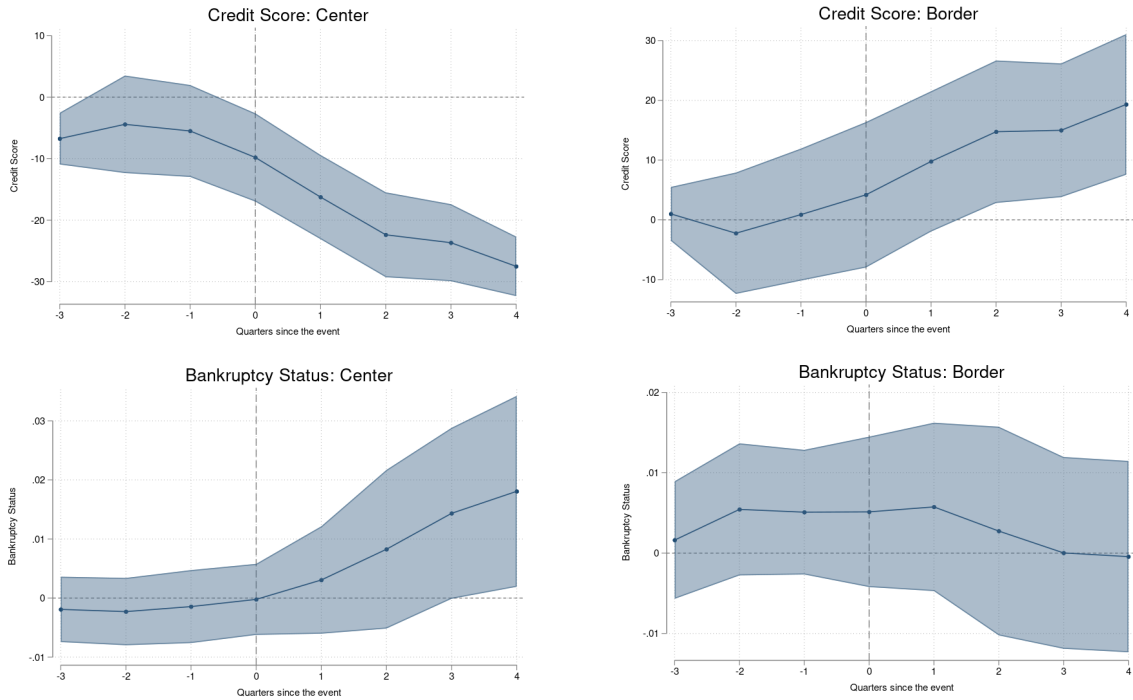 Credit Score: Center
10
0
-10
-20
-30
Credit Score
-3 -2 -1 0 1 2 3 4
Quarters since the event
Credit Score: Border
30
20
10
0
-10
Credit Score
-3 -2 -1 0 1 2 3 4
Quarters since the event
Bankruptcy Status: Center
.03
.02
.01
0
-.01
Bankruptcy Status
-3 -2 -1 0 1 2 3 4
Quarters since the event
Bankruptcy Status: Border
.02
.01
0
-.01
Bankruptcy Status
-3 -2 -1 0 1 2 3 4
Quarters since the event